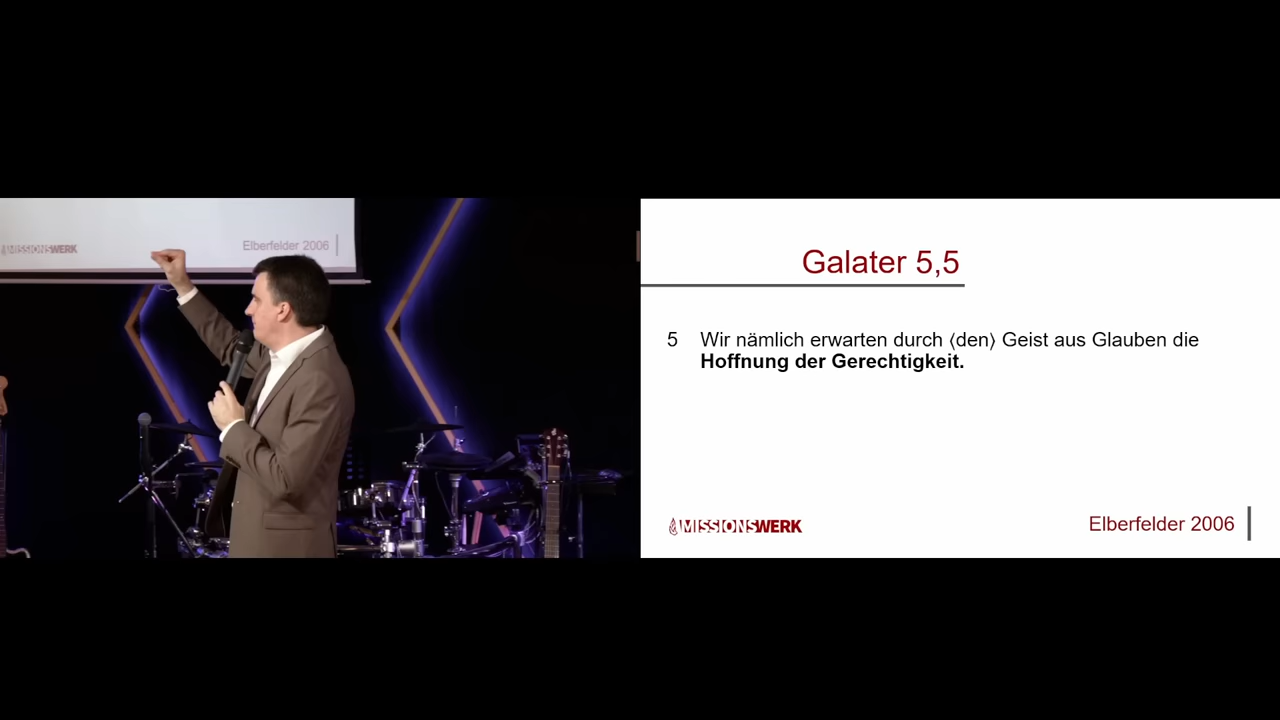 MISSIONSWERK
Elberfelder 2006
Galater 5,5
5 Wir nämlich erwarten durch ⟨den⟩ Geist aus Glauben die
Hoffnung der Gerechtigkeit.
MISSIONSWERK
Elberfelder 2006